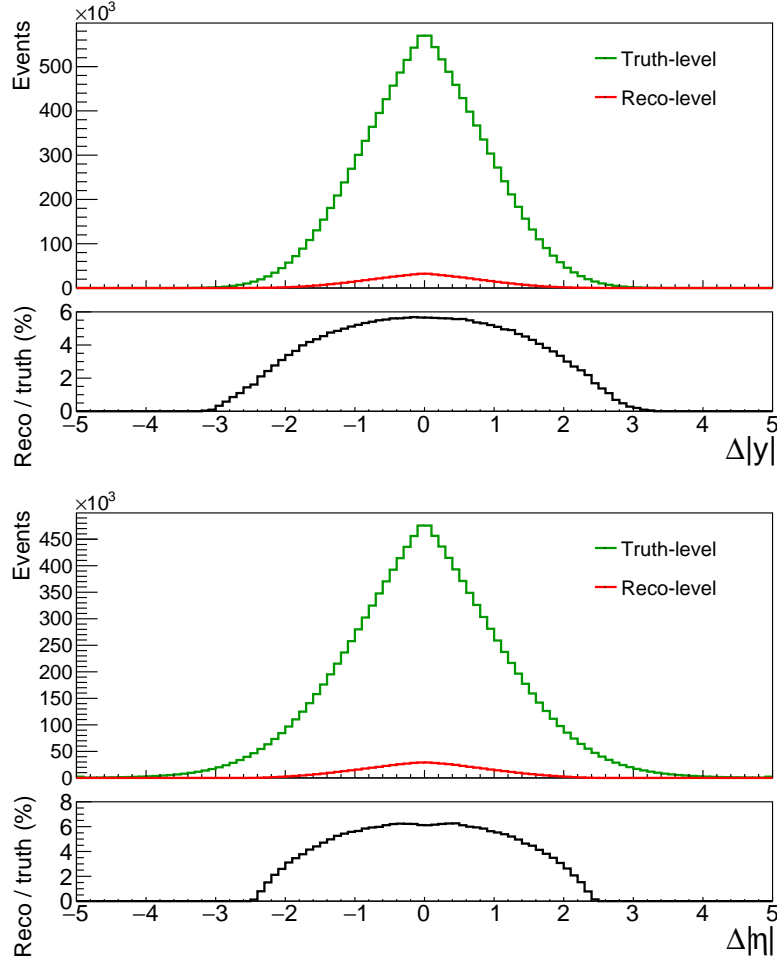 ×10³
Events
500
400
300
200
100
0
Truth-level
Reco-level
Reco / truth (%)
6
4
2
0
−5 −4 −3 −2 −1 0 1 2 3 4 5
Δ|y|
×10³
Events
450
400
350
300
250
200
150
100
50
0
Truth-level
Reco-level
Reco / truth (%)
8
6
4
2
0
−5 −4 −3 −2 −1 0 1 2 3 4 5
Δ|η|